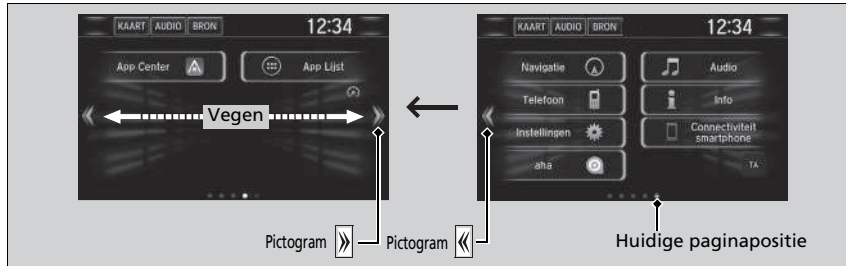 KAART AUDIO BRON 12:34
App Center App Lijst
Vegen
KAART AUDIO BRON 12:34
Navigatie Audio
Telefoon Info
Instellingen Connectiviteit
smartphone
aha TA
Pictogram
Pictogram
Huidige paginapositie